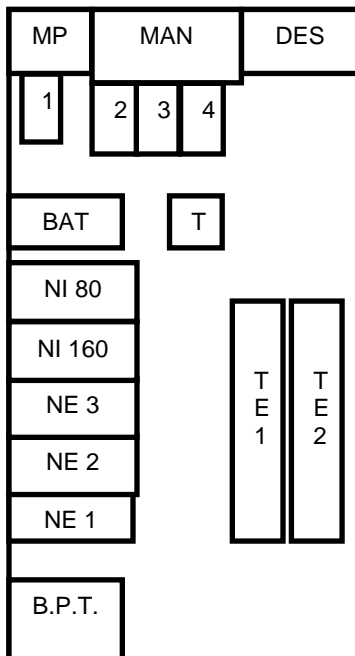 MP MAN DES
1 2 3 4
BAT T
NI 80
NI 160
NE 3
NE 2
NE 1
T E 1
T E 2
B.P.T.